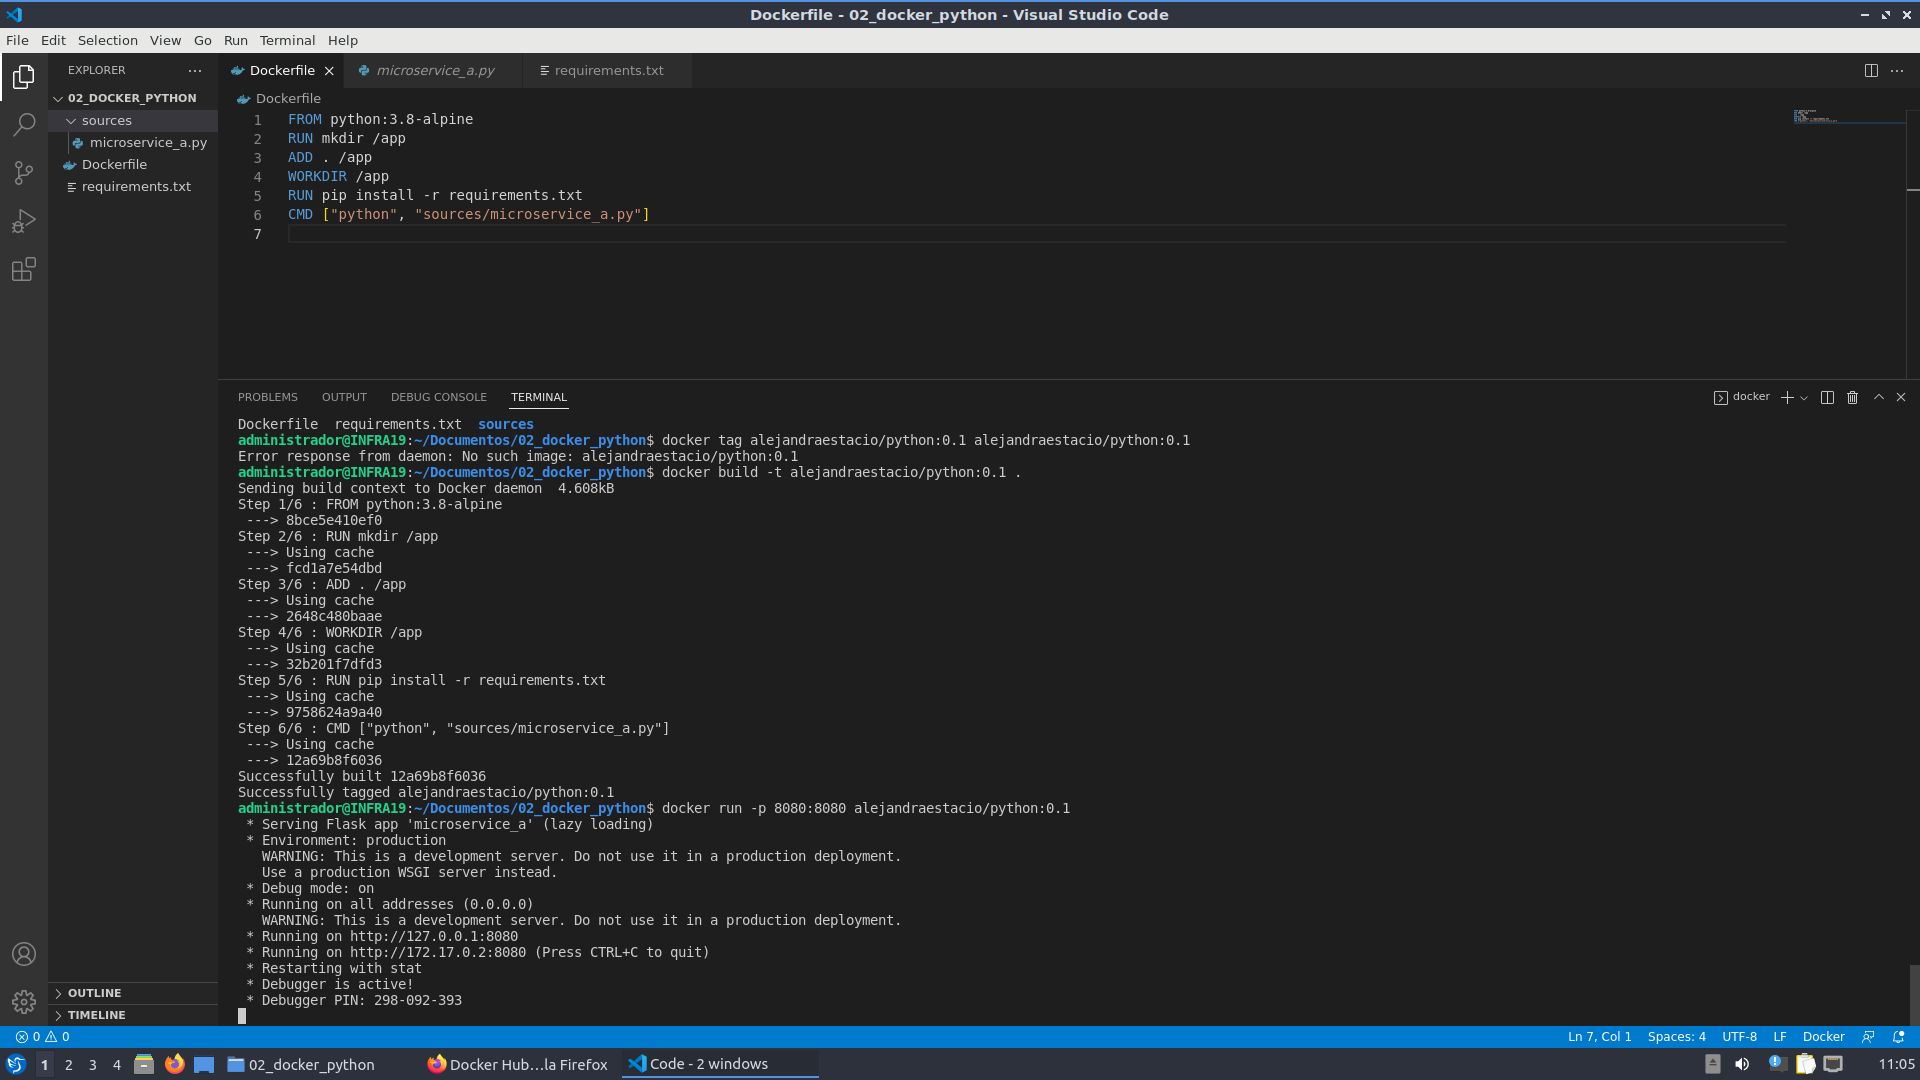 Dockerfile - 02_docker_python - Visual Studio Code
File Edit Selection View Go Run Terminal Help
EXPLORER
02_DOCKER_PYTHON
sources
microservice_a.py
Dockerfile
requirements.txt
OUTLINE
TIMELINE
Dockerfile microservice_a.py requirements.txt
Dockerfile
1 FROM python:3.8-alpine
2 RUN mkdir /app
3 ADD . /app
4 WORKDIR /app
5 RUN pip install -r requirements.txt
6 CMD ["python", "sources/microservice_a.py"]
7
PROBLEMS OUTPUT DEBUG CONSOLE TERMINAL docker
Dockerfile  requirements.txt  sources
administrador@INFRA19:~/Documentos/02_docker_python$ docker tag alejandraestacio/python:0.1 alejandraestacio/python:0.1
Error response from daemon: No such image: alejandraestacio/python:0.1
administrador@INFRA19:~/Documentos/02_docker_python$ docker build -t alejandraestacio/python:0.1 .
Sending build context to Docker daemon  4.608kB
Step 1/6 : FROM python:3.8-alpine
 ---> 8bce5e410ef0
Step 2/6 : RUN mkdir /app
 ---> Using cache
 ---> fcd1a7e54dbd
Step 3/6 : ADD . /app
 ---> Using cache
 ---> 2648c480baae
Step 4/6 : WORKDIR /app
 ---> Using cache
 ---> 32b201f7dfd3
Step 5/6 : RUN pip install -r requirements.txt
 ---> Using cache
 ---> 9758624a9a40
Step 6/6 : CMD ["python", "sources/microservice_a.py"]
 ---> Using cache
 ---> 12a69b8f6036
Successfully built 12a69b8f6036
Successfully tagged alejandraestacio/python:0.1
administrador@INFRA19:~/Documentos/02_docker_python$ docker run -p 8080:8080 alejandraestacio/python:0.1
 * Serving Flask app 'microservice_a' (lazy loading)
 * Environment: production
   WARNING: This is a development server. Do not use it in a production deployment.
   Use a production WSGI server instead.
 * Debug mode: on
 * Running on all addresses (0.0.0.0)
   WARNING: This is a development server. Do not use it in a production deployment.
 * Running on http://127.0.0.1:8080
 * Running on http://172.17.0.2:8080 (Press CTRL+C to quit)
 * Restarting with stat
 * Debugger is active!
 * Debugger PIN: 298-092-393
0 0 Ln 7, Col 1 Spaces: 4 UTF-8 LF Docker
1 2 3 4 02_docker_python Docker Hub...la Firefox Code - 2 windows 11:05